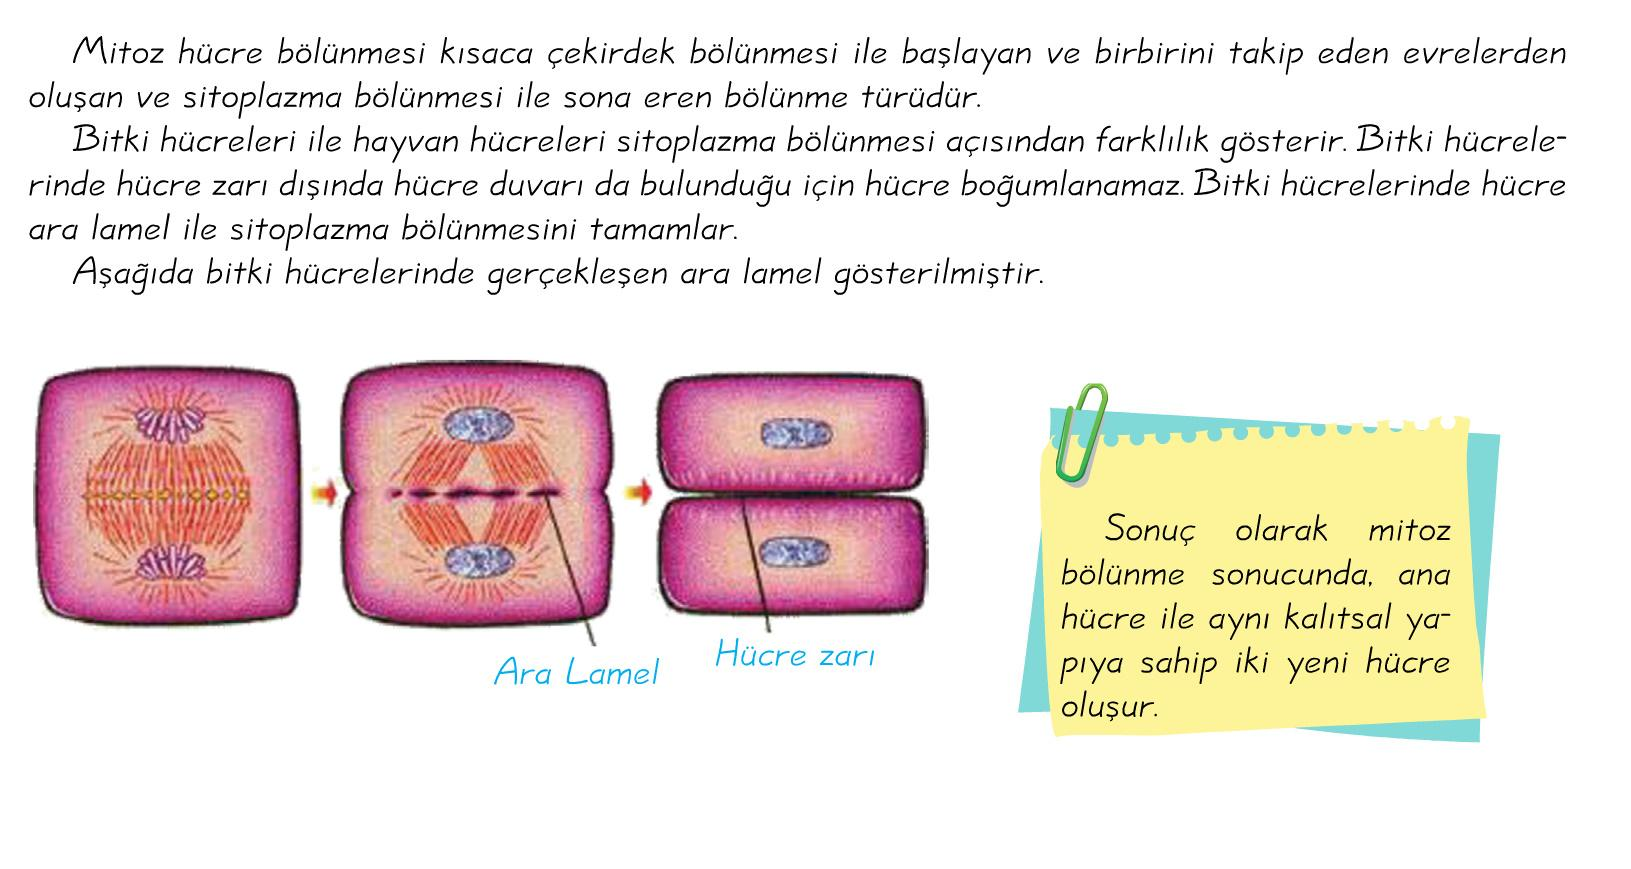 Mitoz hücre bölünmesi kısaca çekirdek bölünmesi ile başlayan ve birbirini takip eden evrelerden
oluşan ve sitoplazma bölünmesi ile sona eren bölünme türüdür.
Bitki hücreleri ile hayvan hücreleri sitoplazma bölünmesi açısından farklılık gösterir. Bitki hücrele-
rinde hücre zarı dışında hücre duvarı da bulunduğu için hücre boğumlanamaz. Bitki hücrelerinde hücre
ara lamel ile sitoplazma bölünmesini tamamlar.
Aşağıda bitki hücrelerinde gerçekleşen ara lamel gösterilmiştir.
Ara Lamel
Hücre zarı
Sonuç olarak mitoz
bölünme sonucunda, ana
hücre ile aynı kalıtsal ya-
pıya sahip iki yeni hücre
oluşur.